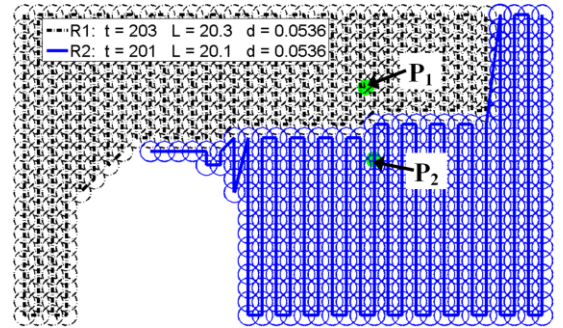 R1: t = 203 L = 20.3 d = 0.0536
R2: t = 201 L = 20.1 d = 0.0536
P1
P2